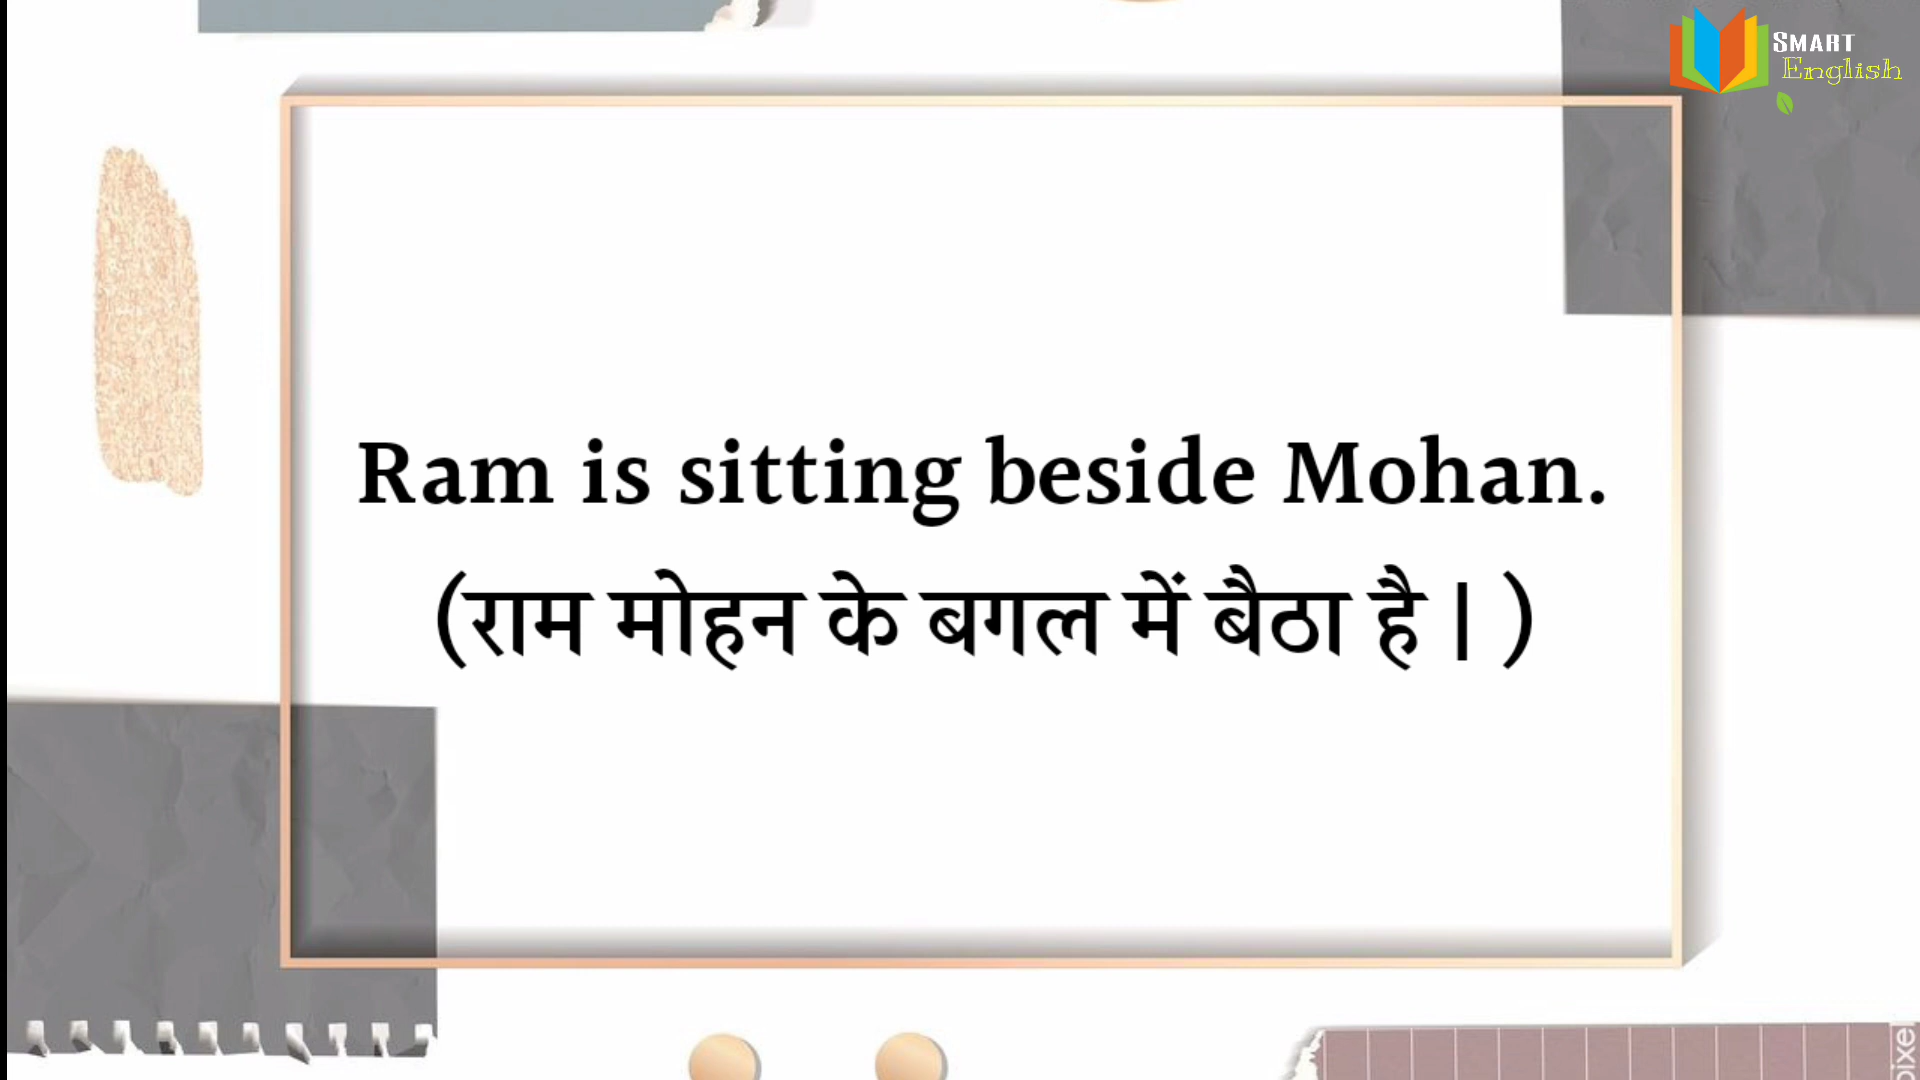 SMART
English
Ram is sitting beside Mohan.
(राम मोहन के बगल में बैठा है | )